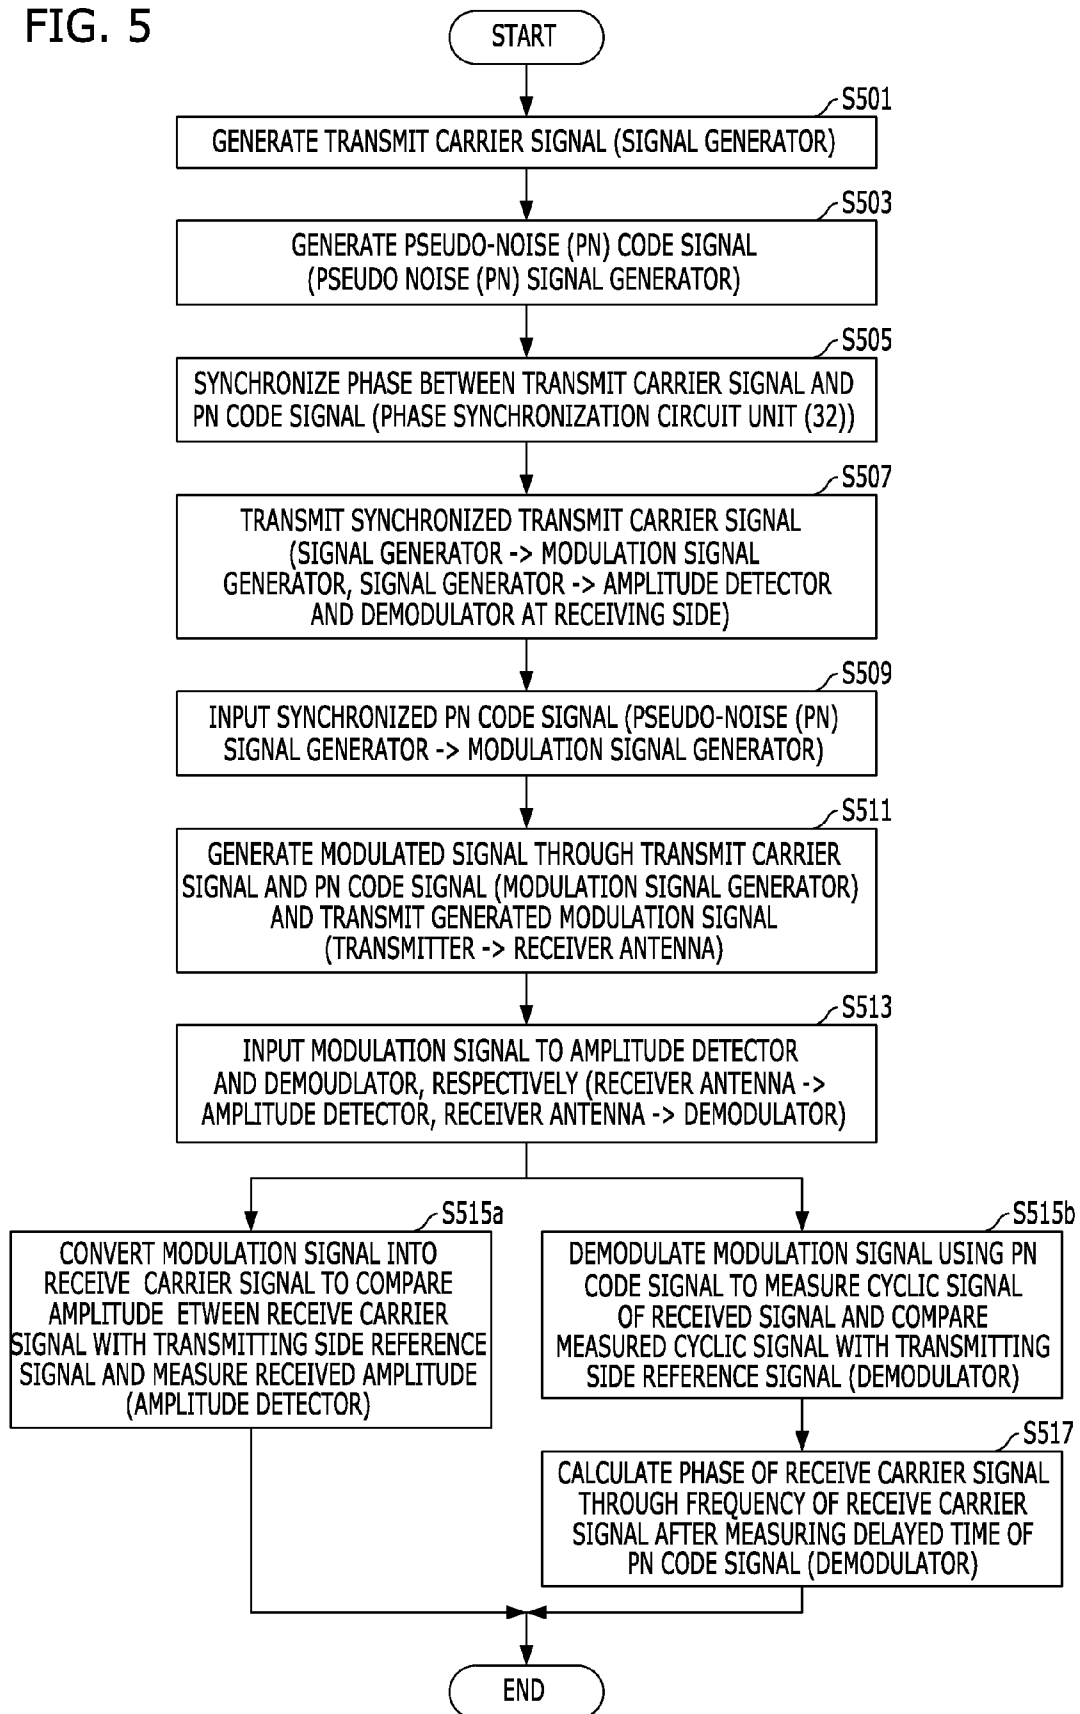 FIG. 5
START
S501
GENERATE TRANSMIT CARRIER SIGNAL (SIGNAL GENERATOR)
S503
GENERATE PSEUDO-NOISE (PN) CODE SIGNAL
(PSEUDO NOISE (PN) SIGNAL GENERATOR)
S505
SYNCHRONIZE PHASE BETWEEN TRANSMIT CARRIER SIGNAL AND
PN CODE SIGNAL (PHASE SYNCHRONIZATION CIRCUIT UNIT (32))
S507
TRANSMIT SYNCHRONIZED TRANSMIT CARRIER SIGNAL
(SIGNAL GENERATOR -> MODULATION SIGNAL
GENERATOR, SIGNAL GENERATOR -> AMPLITUDE DETECTOR
AND DEMODULATOR AT RECEIVING SIDE)
S509
INPUT SYNCHRONIZED PN CODE SIGNAL (PSEUDO-NOISE (PN)
SIGNAL GENERATOR -> MODULATION SIGNAL GENERATOR)
S511
GENERATE MODULATED SIGNAL THROUGH TRANSMIT CARRIER
SIGNAL AND PN CODE SIGNAL (MODULATION SIGNAL GENERATOR)
AND TRANSMIT GENERATED MODULATION SIGNAL
(TRANSMITTER -> RECEIVER ANTENNA)
S513
INPUT MODULATION SIGNAL TO AMPLITUDE DETECTOR
AND DEMOUDLATOR, RESPECTIVELY (RECEIVER ANTENNA ->
AMPLITUDE DETECTOR, RECEIVER ANTENNA -> DEMODULATOR)
S515a
CONVERT MODULATION SIGNAL INTO
RECEIVE CARRIER SIGNAL TO COMPARE
AMPLITUDE ETWEEN RECEIVE CARRIER
SIGNAL WITH TRANSMITTING SIDE REFERENCE
SIGNAL AND MEASURE RECEIVED AMPLITUDE
(AMPLITUDE DETECTOR)
S515b
DEMODULATE MODULATION SIGNAL USING PN
CODE SIGNAL TO MEASURE CYCLIC SIGNAL
OF RECEIVED SIGNAL AND COMPARE
MEASURED CYCLIC SIGNAL WITH TRANSMITTING
SIDE REFERENCE SIGNAL (DEMODULATOR)
S517
CALCULATE PHASE OF RECEIVE CARRIER SIGNAL
THROUGH FREQUENCY OF RECEIVE CARRIER
SIGNAL AFTER MEASURING DELAYED TIME OF
PN CODE SIGNAL (DEMODULATOR)
END